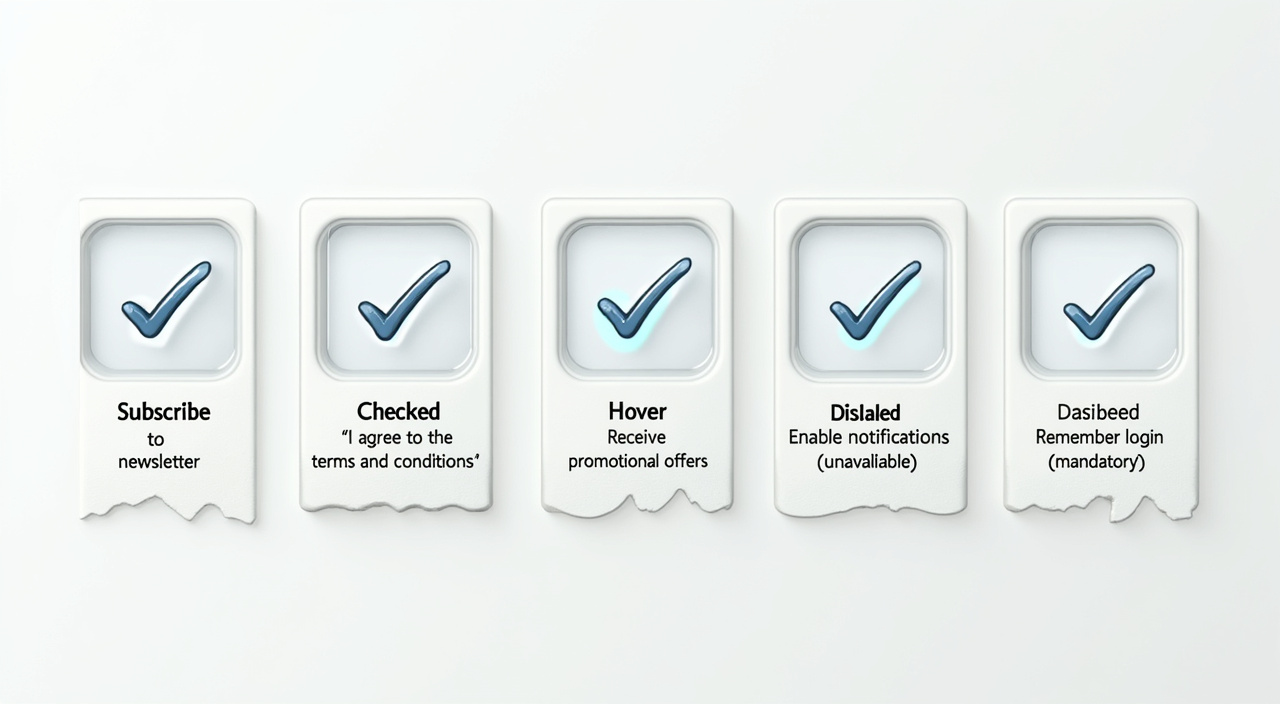 Subscribe
to
newsletter
Checked
“I agree to the
terms and conditions"
Hover
Receive
promotional offers
Dislaled
Enable notifications
(unavaliable)
Dasibeed
Remember login
(mandatory)